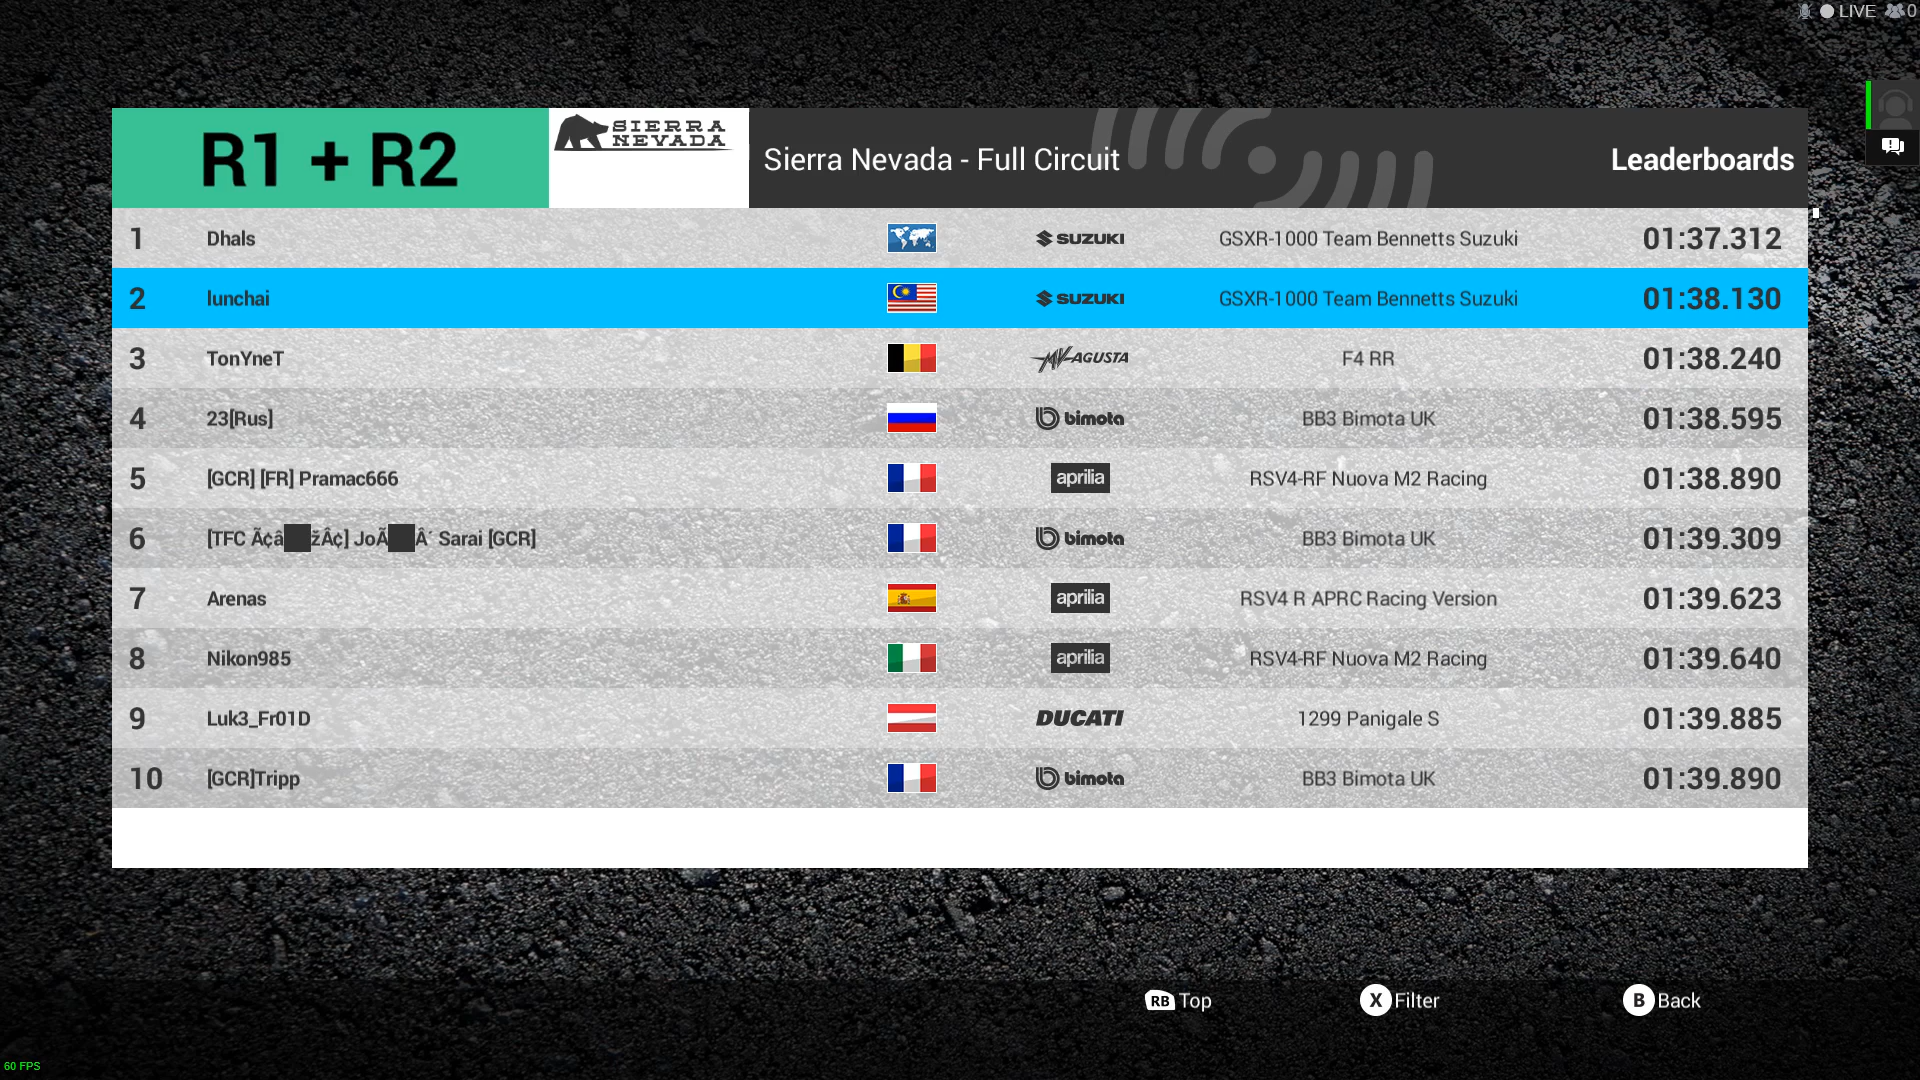 LIVE 0
R1 + R2 SIERRA NEVADA Sierra Nevada - Full Circuit Leaderboards
1 Dhals SUZUKI GSXR-1000 Team Bennetts Suzuki 01:37.312
2 lunchai SUZUKI GSXR-1000 Team Bennetts Suzuki 01:38.130
3 TonYneT MV AGUSTA F4 RR 01:38.240
4 23[Rus] bimota BB3 Bimota UK 01:38.595
5 [GCR] [FR] Pramac666 aprilia RSV4-RF Nuova M2 Racing 01:38.890
6 [TFC Ã¢â██žÂ¢] JoÃ██Â´ Sarai [GCR] bimota BB3 Bimota UK 01:39.309
7 Arenas aprilia RSV4 R APRC Racing Version 01:39.623
8 Nikon985 aprilia RSV4-RF Nuova M2 Racing 01:39.640
9 Luk3_Fr01D DUCATI 1299 Panigale S 01:39.885
10 [GCR]Tripp bimota BB3 Bimota UK 01:39.890
RB Top X Filter B Back
60 FPS